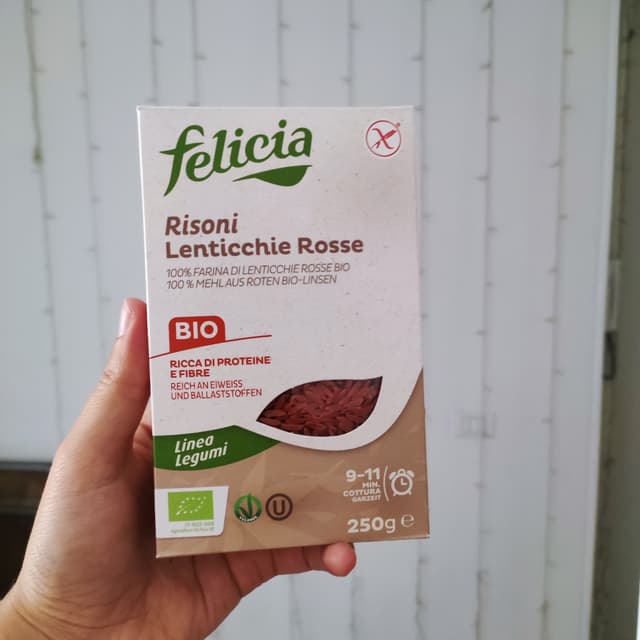 felicia
Risoni
Lenticchie Rosse
100% FARINA DI LENTICCHIE ROSSE BIO
100 % MEHL AUS ROTEN BIO-LINSEN
BIO
RICCA DI PROTEINE
E FIBRE
REICH AN EIWEISS
UND BALLASTSTOFFEN
Linea
Legumi
9-11
MIN.
COTTURA
GARZEIT
250g e
U